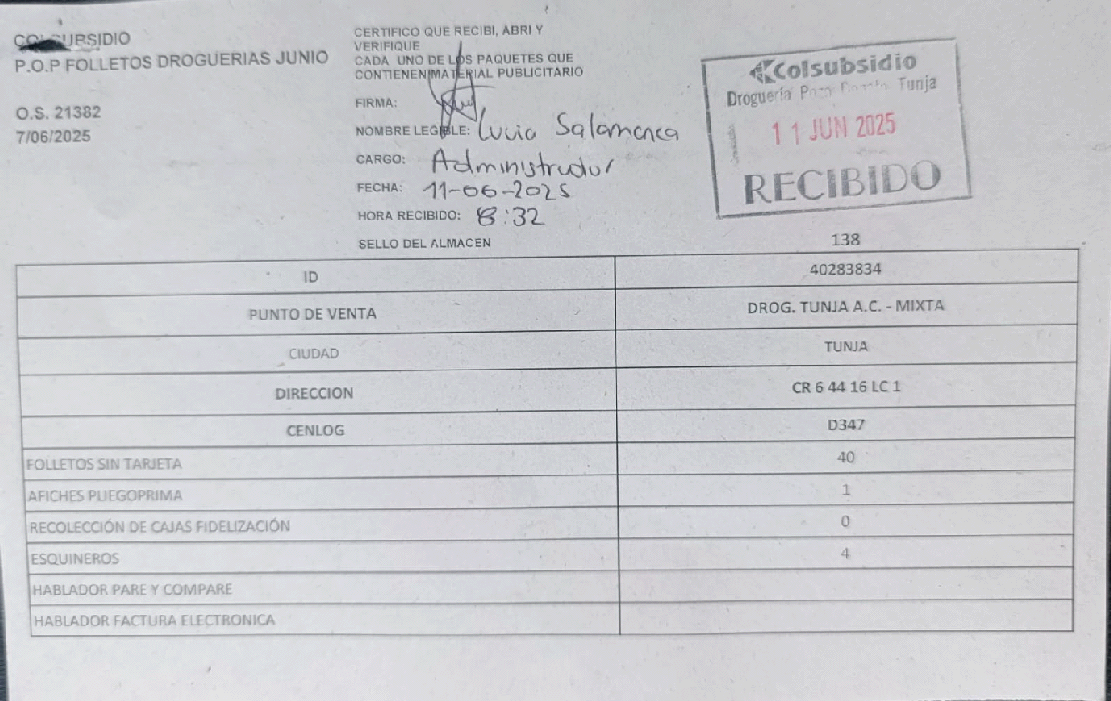 COLSUBSIDIO
P.O.P FOLLETOS DROGUERIAS JUNIO
O.S. 21382
7/06/2025
CERTIFICO QUE RECIBI, ABRI Y
VERIFIQUE
CADA UNO DE LOS PAQUETES QUE
CONTIENEN MATERIAL PUBLICITARIO
FIRMA:
NOMBRE LEGIBLE: Lucia Salamanca
CARGO: Administrador
FECHA: 11-06-2025
HORA RECIBIDO: 8:32
SELLO DEL ALMACEN
Colsubsidio
Droguería Tunja
11 JUN 2025
RECIBIDO
138
ID 40283834
PUNTO DE VENTA DROG. TUNJA A.C. - MIXTA
CIUDAD TUNJA
DIRECCION CR 6 44 16 LC 1
CENLOG D347
FOLLETOS SIN TARJETA 40
AFICHES PLIEGOPRIMA 1
RECOLECCIÓN DE CAJAS FIDELIZACIÓN 0
ESQUINEROS 4
HABLADOR PARE Y COMPARE
HABLADOR FACTURA ELECTRONICA